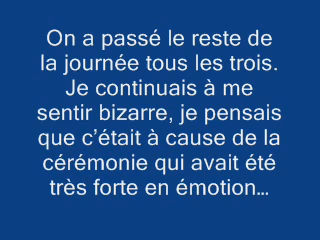 On a passé le reste de
la journée tous les trois.
Je continuais à me
sentir bizarre, je pensais
que c’était à cause de la
cérémonie qui avait été
très forte en émotion...